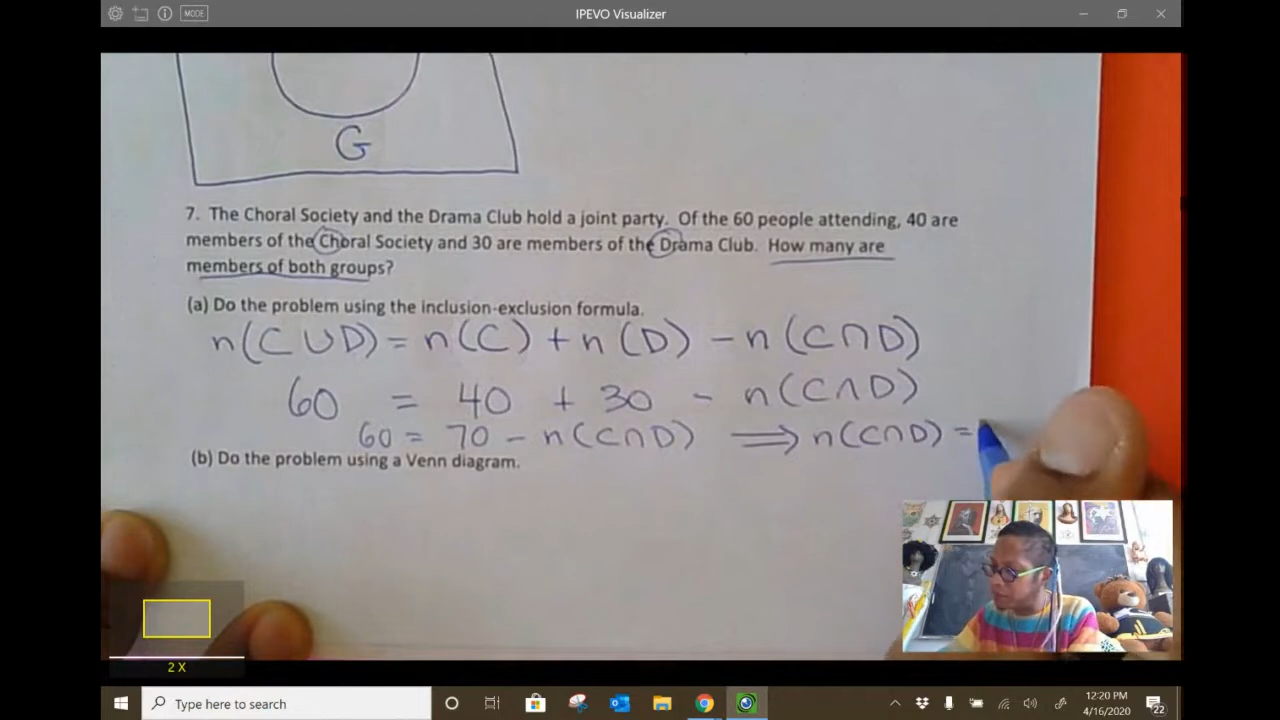 IPEVO Visualizer
MODE
G
7. The Choral Society and the Drama Club hold a joint party. Of the 60 people attending, 40 are
members of the Choral Society and 30 are members of the Drama Club. How many are
members of both groups?
(a) Do the problem using the inclusion-exclusion formula.
n(C∪D) = n(C) + n(D) - n(C∩D)
60 = 40 + 30 - n(C∩D)
60 = 70 - n(C∩D) ⟹ n(C∩D) =
(b) Do the problem using a Venn diagram.
2 X
Type here to search
12:20 PM
4/16/2020
22